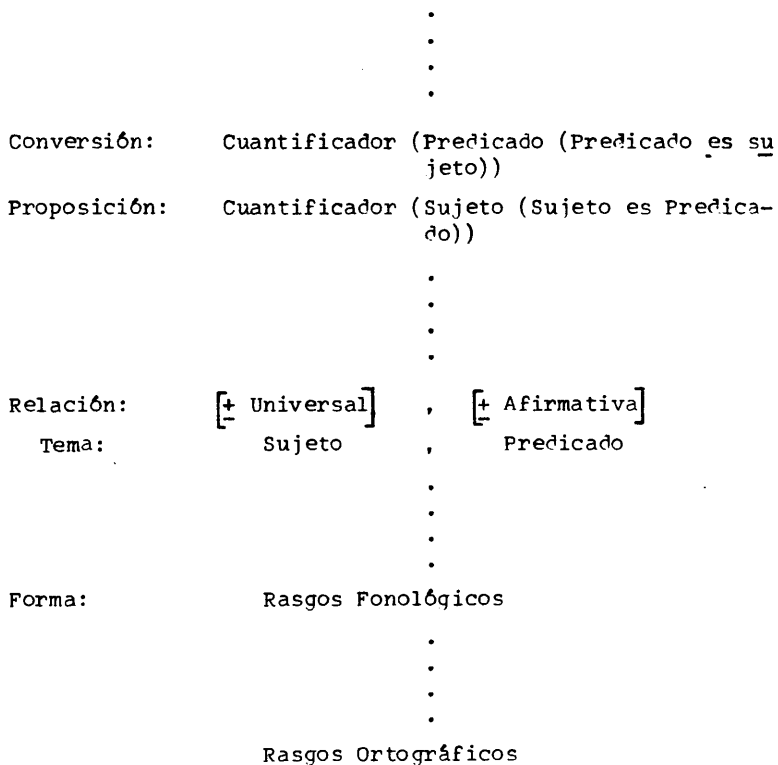 Conversión: Cuantificador (Predicado (Predicado es su
jeto))
Proposición: Cuantificador (Sujeto (Sujeto es Predica-
do))
Relación: [± Universal] , [± Afirmativa]
Tema: Sujeto , Predicado
Forma: Rasgos Fonológicos
Rasgos Ortográficos